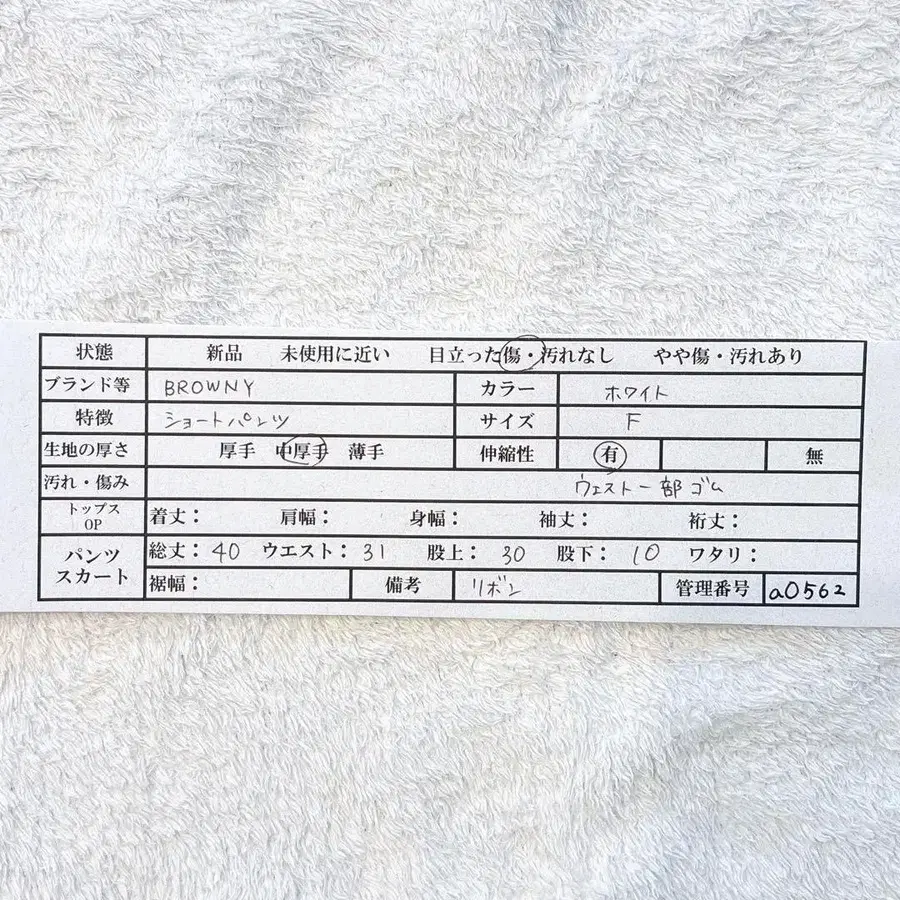 状態 新品 未使用に近い 目立った傷・汚れなし やや傷・汚れあり
ブランド等 BROWNY カラー ホワイト
特徴 ショートパンツ サイズ F
生地の厚さ 厚手 中厚手 薄手 伸縮性 有 無
汚れ・傷み ウエスト一部ゴム
トップス OP 着丈： 肩幅： 身幅： 袖丈： 裄丈：
パンツ スカート 総丈：40 ウエスト：31 股上：30 股下：10 ワタリ：
裾幅： 備考 リボン 管理番号 a0562